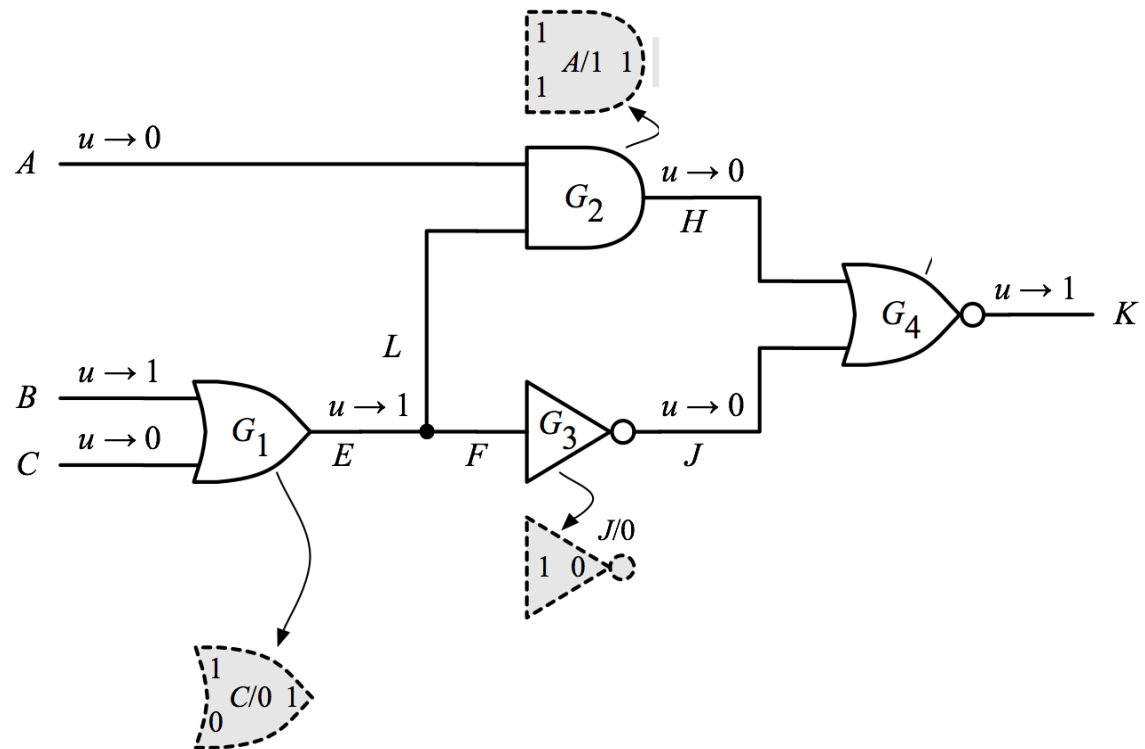 1
A/1 1
1
u → 0
A
G2
u → 0
H
G4
u → 1
K
L
u → 1
B
u → 0
C
G1
u → 1
E
F
G3
u → 0
J
J/0
1 0
1
C/0 1
0